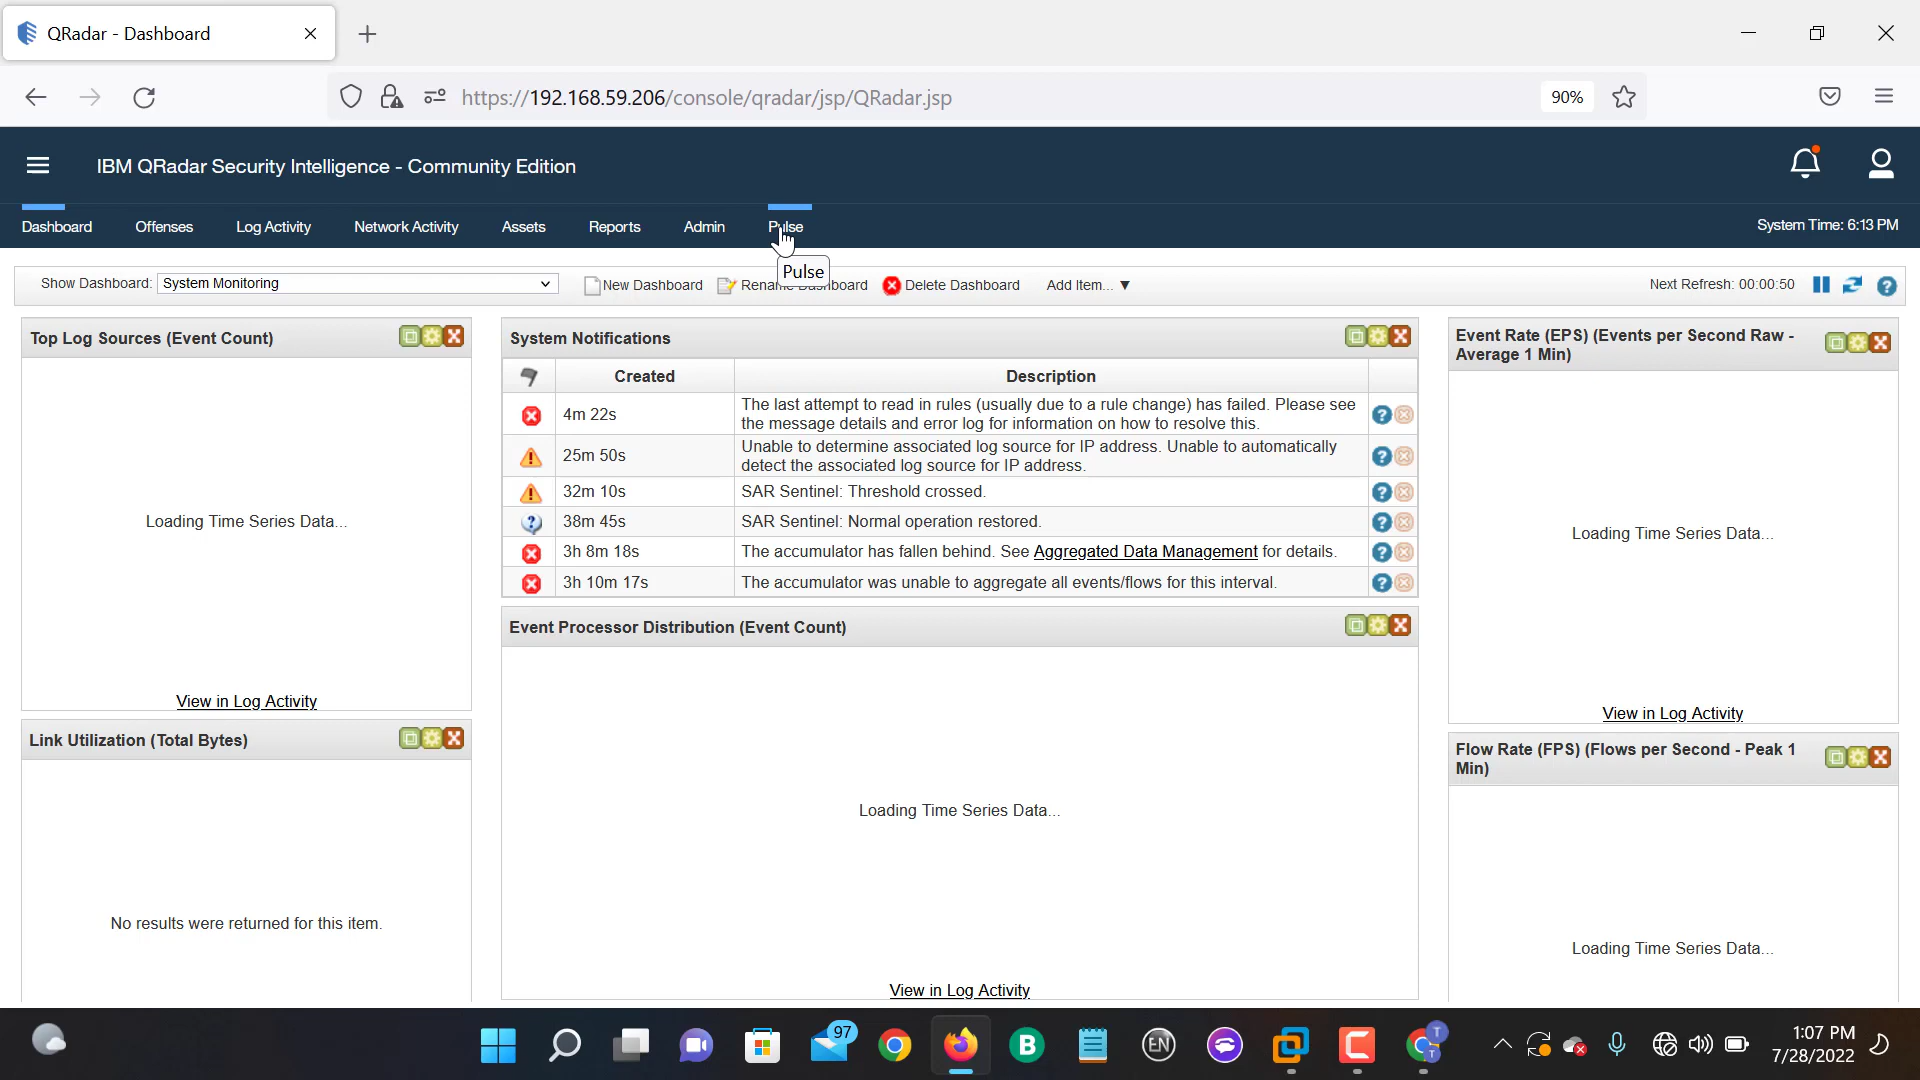 QRadar - Dashboard
https://192.168.59.206/console/qradar/jsp/QRadar.jsp
90%
IBM QRadar Security Intelligence - Community Edition
Dashboard Offenses Log Activity Network Activity Assets Reports Admin Pulse System Time: 6:13 PM
Pulse
Show Dashboard: System Monitoring New Dashboard Rename Dashboard Delete Dashboard Add Item... ▼ Next Refresh: 00:00:50
Top Log Sources (Event Count)
Loading Time Series Data...
View in Log Activity
Link Utilization (Total Bytes)
No results were returned for this item.
System Notifications
Created Description
4m 22s The last attempt to read in rules (usually due to a rule change) has failed. Please see
the message details and error log for information on how to resolve this.
25m 50s Unable to determine associated log source for IP address. Unable to automatically
detect the associated log source for IP address.
32m 10s SAR Sentinel: Threshold crossed.
38m 45s SAR Sentinel: Normal operation restored.
3h 8m 18s The accumulator has fallen behind. See Aggregated Data Management for details.
3h 10m 17s The accumulator was unable to aggregate all events/flows for this interval.
Event Processor Distribution (Event Count)
Loading Time Series Data...
View in Log Activity
Event Rate (EPS) (Events per Second Raw -
Average 1 Min)
Loading Time Series Data...
View in Log Activity
Flow Rate (FPS) (Flows per Second - Peak 1
Min)
Loading Time Series Data...
97
B
EN
T
T
1:07 PM
7/28/2022